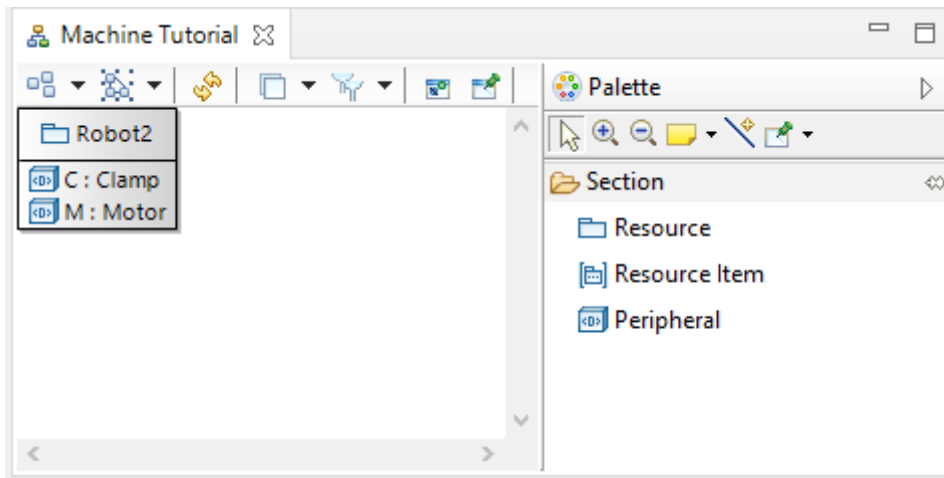 Machine Tutorial
Palette
Robot2
C : Clamp
M : Motor
Section
Resource
Resource Item
Peripheral